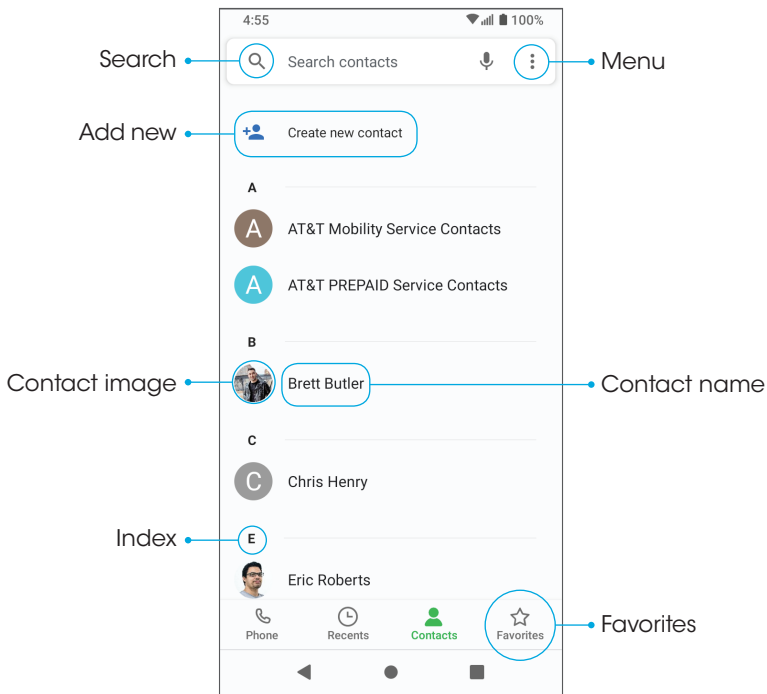 4:55 100%
Search Search contacts Menu
Add new Create new contact
A
A AT&T Mobility Service Contacts
A AT&T PREPAID Service Contacts
B
Contact image Brett Butler Contact name
C
C Chris Henry
Index E
Eric Roberts
Phone Recents Contacts Favorites Favorites